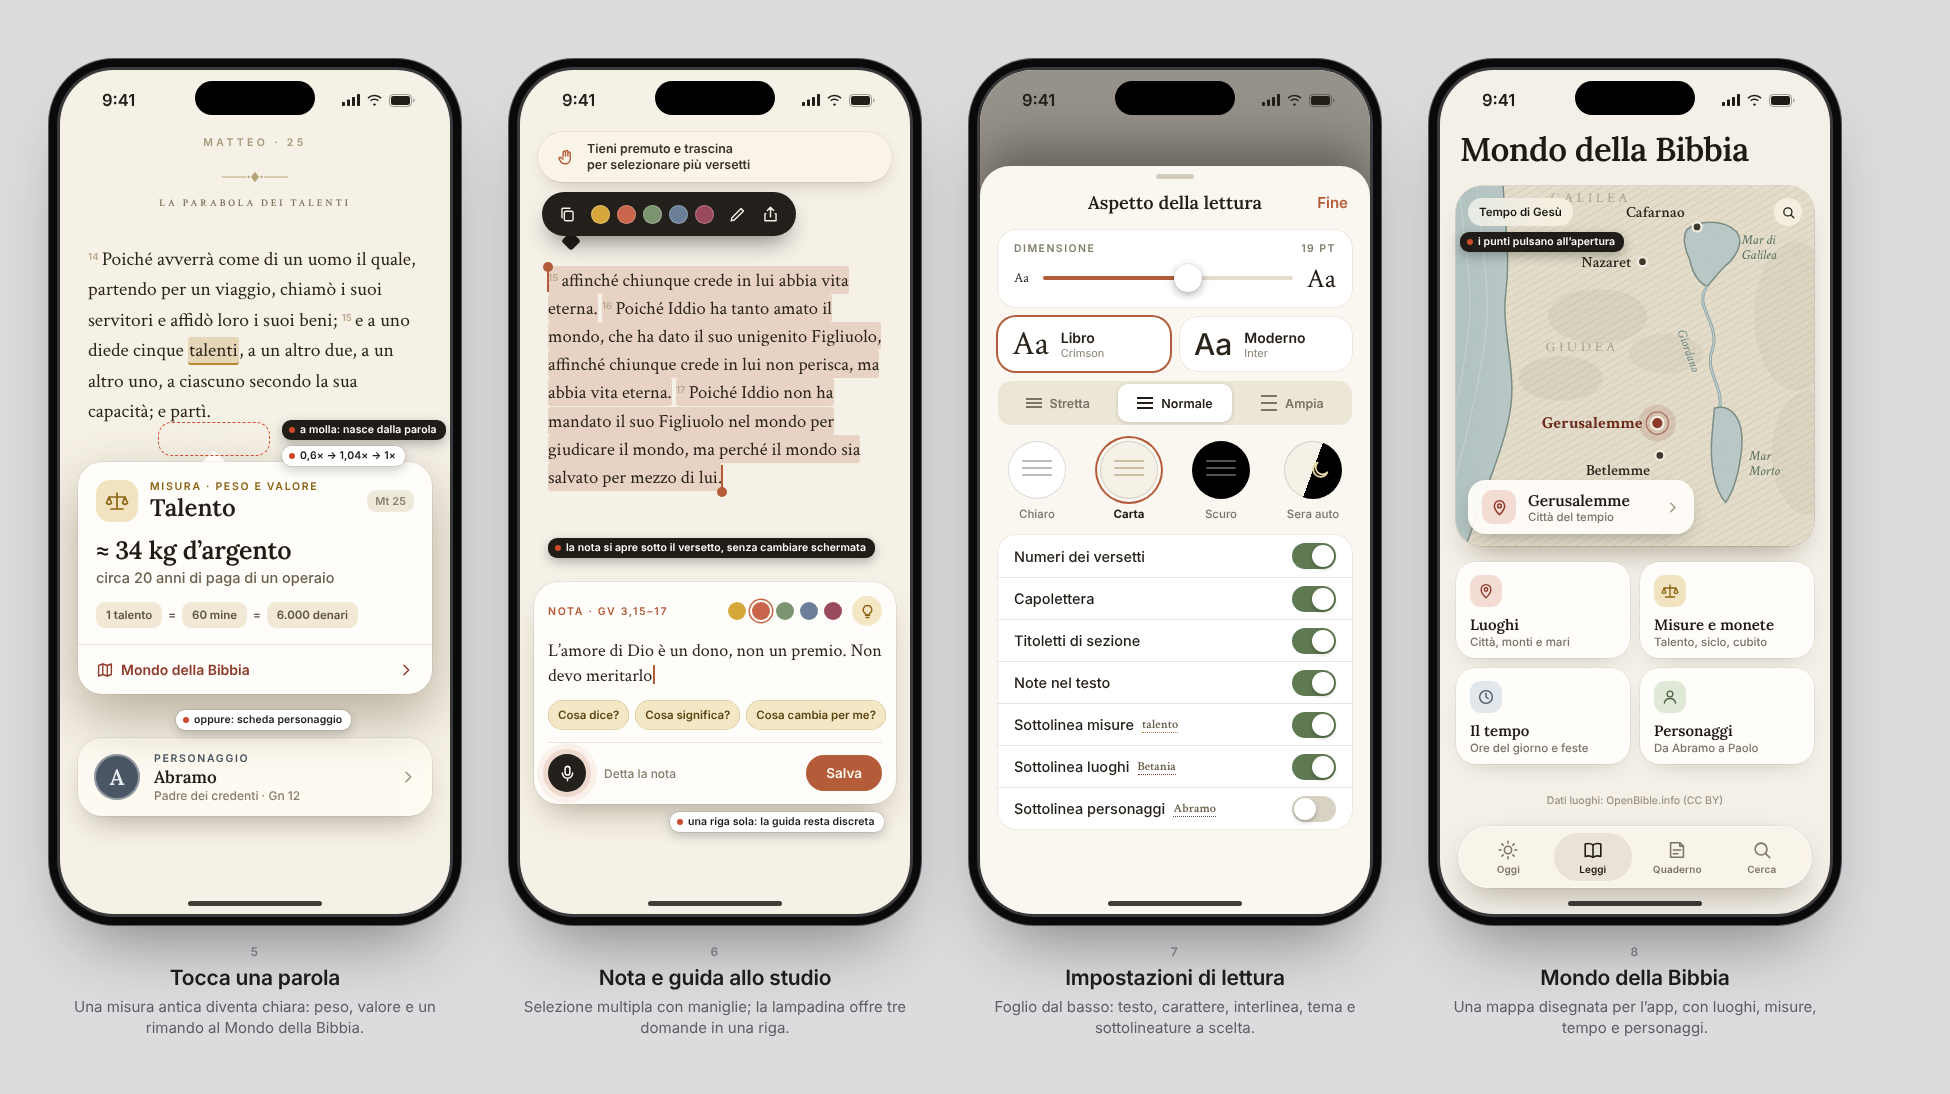 9:41
MATTEO · 25
LA PARABOLA DEI TALENTI
14 Poiché avverrà come di un uomo il quale,
partendo per un viaggio, chiamò i suoi
servitori e affidò loro i suoi beni; 15 e a uno
diede cinque talenti, a un altro due, a un
altro uno, a ciascuno secondo la sua
capacità; e partì.
a molla: nasce dalla parola
0,6× → 1,04× → 1×
MISURA · PESO E VALORE
Talento
Mt 25
≈ 34 kg d’argento
circa 20 anni di paga di un operaio
1 talento = 60 mine = 6.000 denari
Mondo della Bibbia
oppure: scheda personaggio
A
PERSONAGGIO
Abramo
Padre dei credenti · Gn 12
5
Tocca una parola
Una misura antica diventa chiara: peso, valore e un
rimando al Mondo della Bibbia.
9:41
Tieni premuto e trascina
per selezionare più versetti
15 affinché chiunque crede in lui abbia vita
eterna. 16 Poiché Iddio ha tanto amato il
mondo, che ha dato il suo unigenito Figliuolo,
affinché chiunque crede in lui non perisca, ma
abbia vita eterna. 17 Poiché Iddio non ha
mandato il suo Figliuolo nel mondo per
giudicare il mondo, ma perché il mondo sia
salvato per mezzo di lui.
la nota si apre sotto il versetto, senza cambiare schermata
NOTA · GV 3,15–17
L’amore di Dio è un dono, non un premio. Non
devo meritarlo
Cosa dice? Cosa significa? Cosa cambia per me?
Detta la nota
Salva
una riga sola: la guida resta discreta
6
Nota e guida allo studio
Selezione multipla con maniglie; la lampadina offre tre
domande in una riga.
9:41
Aspetto della lettura
Fine
DIMENSIONE
19 PT
Aa
Aa
Aa Libro
Crimson
Aa Moderno
Inter
Stretta
Normale
Ampia
Chiaro
Carta
Scuro
Sera auto
Numeri dei versetti
Capolettera
Titoletti di sezione
Note nel testo
Sottolinea misure talento
Sottolinea luoghi Betania
Sottolinea personaggi Abramo
7
Impostazioni di lettura
Foglio dal basso: testo, carattere, interlinea, tema e
sottolineature a scelta.
9:41
Mondo della Bibbia
GALILEA
Tempo di Gesù
Cafarnao
i punti pulsano all’apertura
Mar di
Galilea
Nazaret
Giordano
GIUDEA
Gerusalemme
Betlemme
Mar
Morto
Gerusalemme
Città del tempio
Luoghi
Città, monti e mari
Misure e monete
Talento, siclo, cubito
Il tempo
Ore del giorno e feste
Personaggi
Da Abramo a Paolo
Dati luoghi: OpenBible.info (CC BY)
Oggi
Leggi
Quaderno
Cerca
8
Mondo della Bibbia
Una mappa disegnata per l’app, con luoghi, misure,
tempo e personaggi.